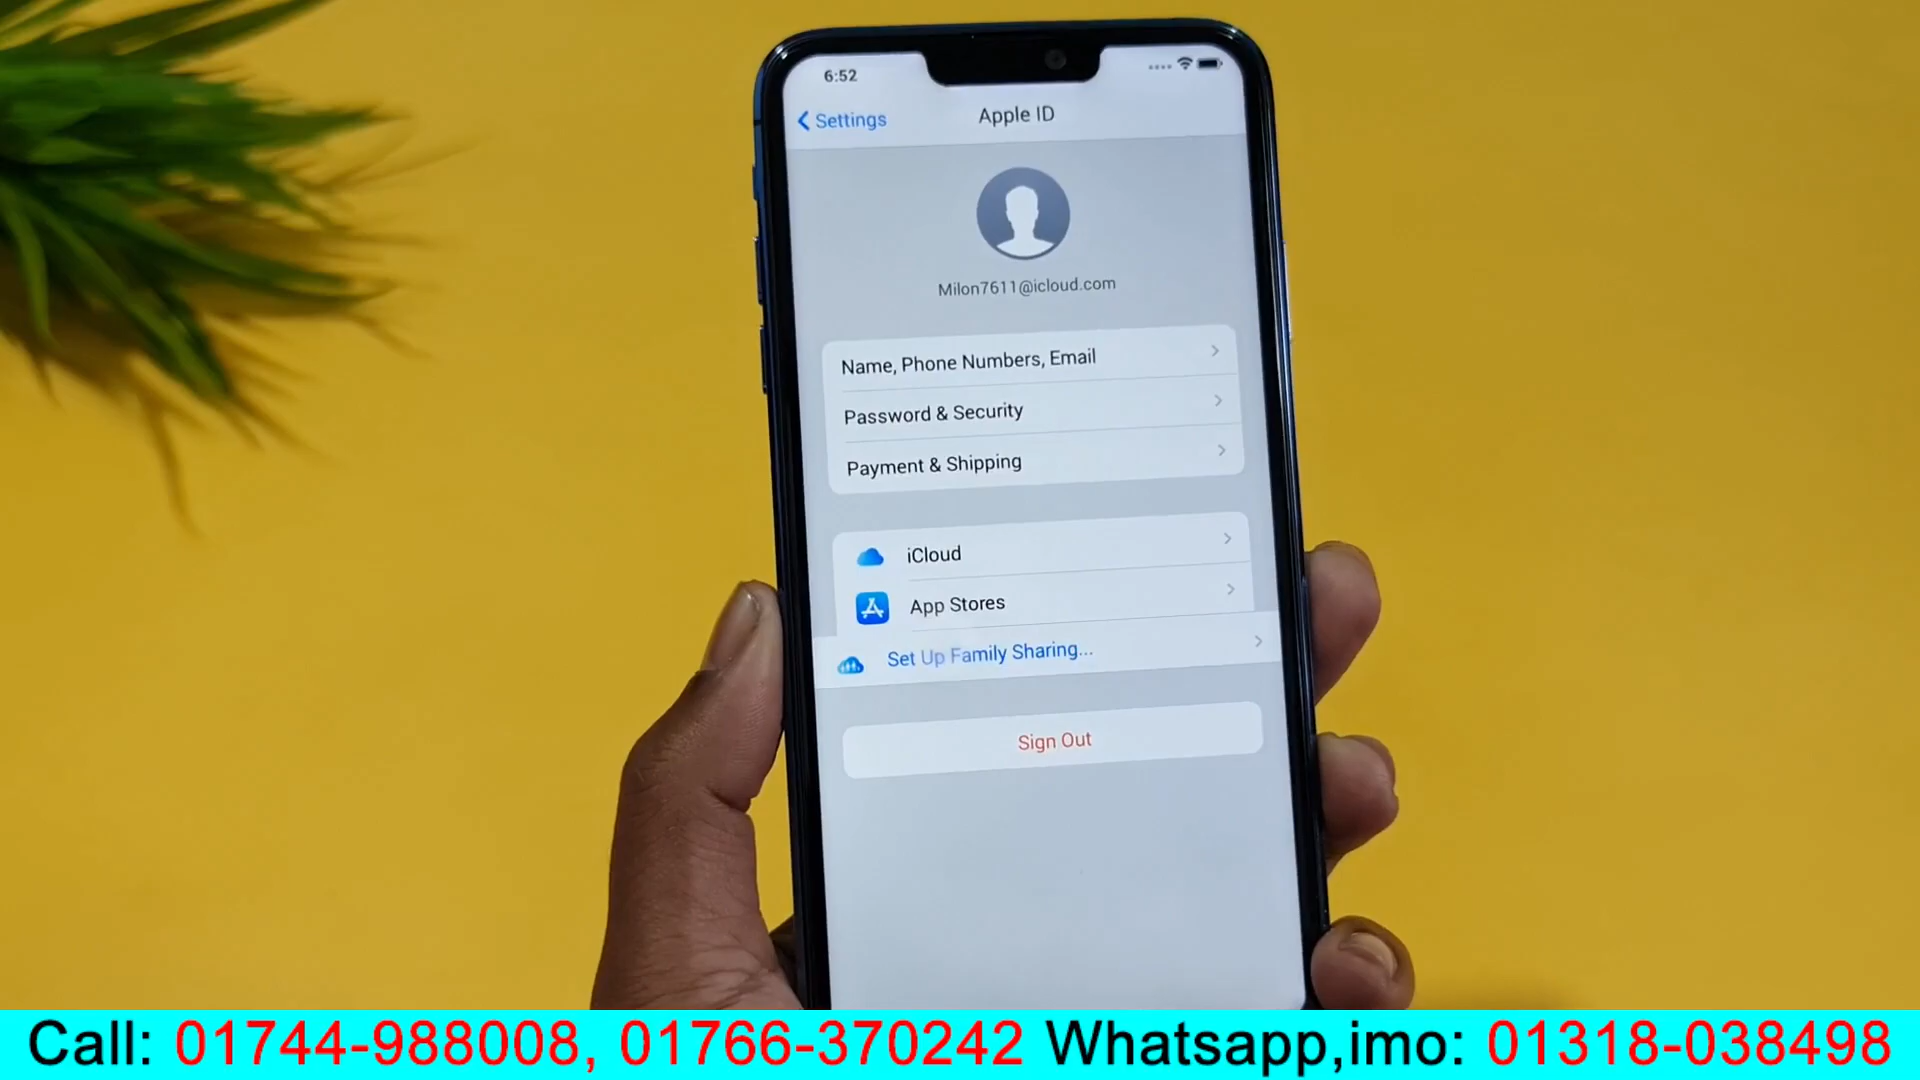 6:52
Settings
Apple ID
Milon7611@icloud.com
Name, Phone Numbers, Email
Password & Security
Payment & Shipping
iCloud
App Stores
Set Up Family Sharing...
Sign Out
Call: 01744-988008, 01766-370242 Whatsapp,imo: 01318-038498